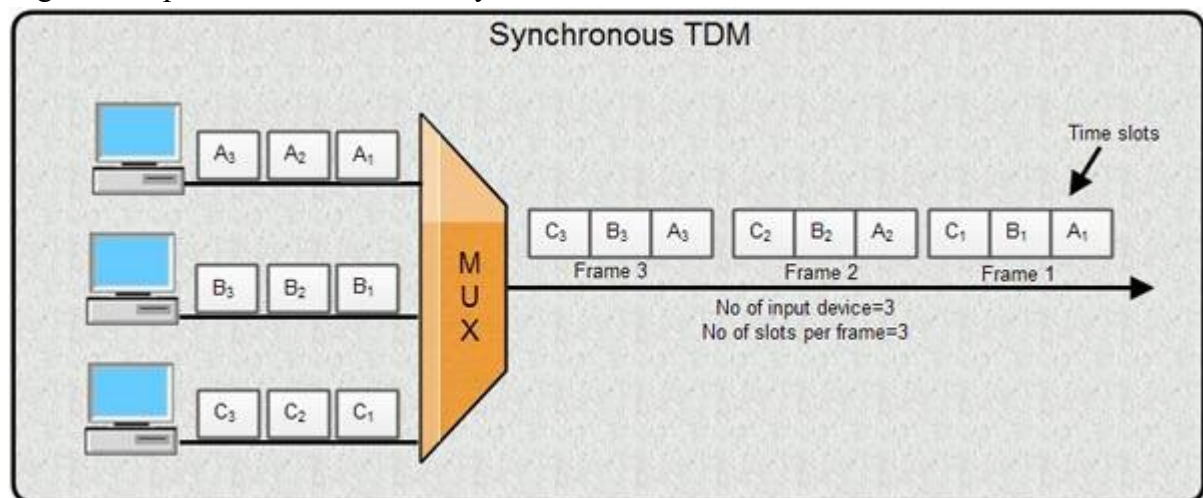 Synchronous TDM
Time slots
A₃ A₂ A₁
C₃ B₃ A₃ C₂ B₂ A₂ C₁ B₁ A₁
Frame 3 Frame 2 Frame 1
M
U
X
B₃ B₂ B₁
No of input device=3
No of slots per frame=3
C₃ C₂ C₁